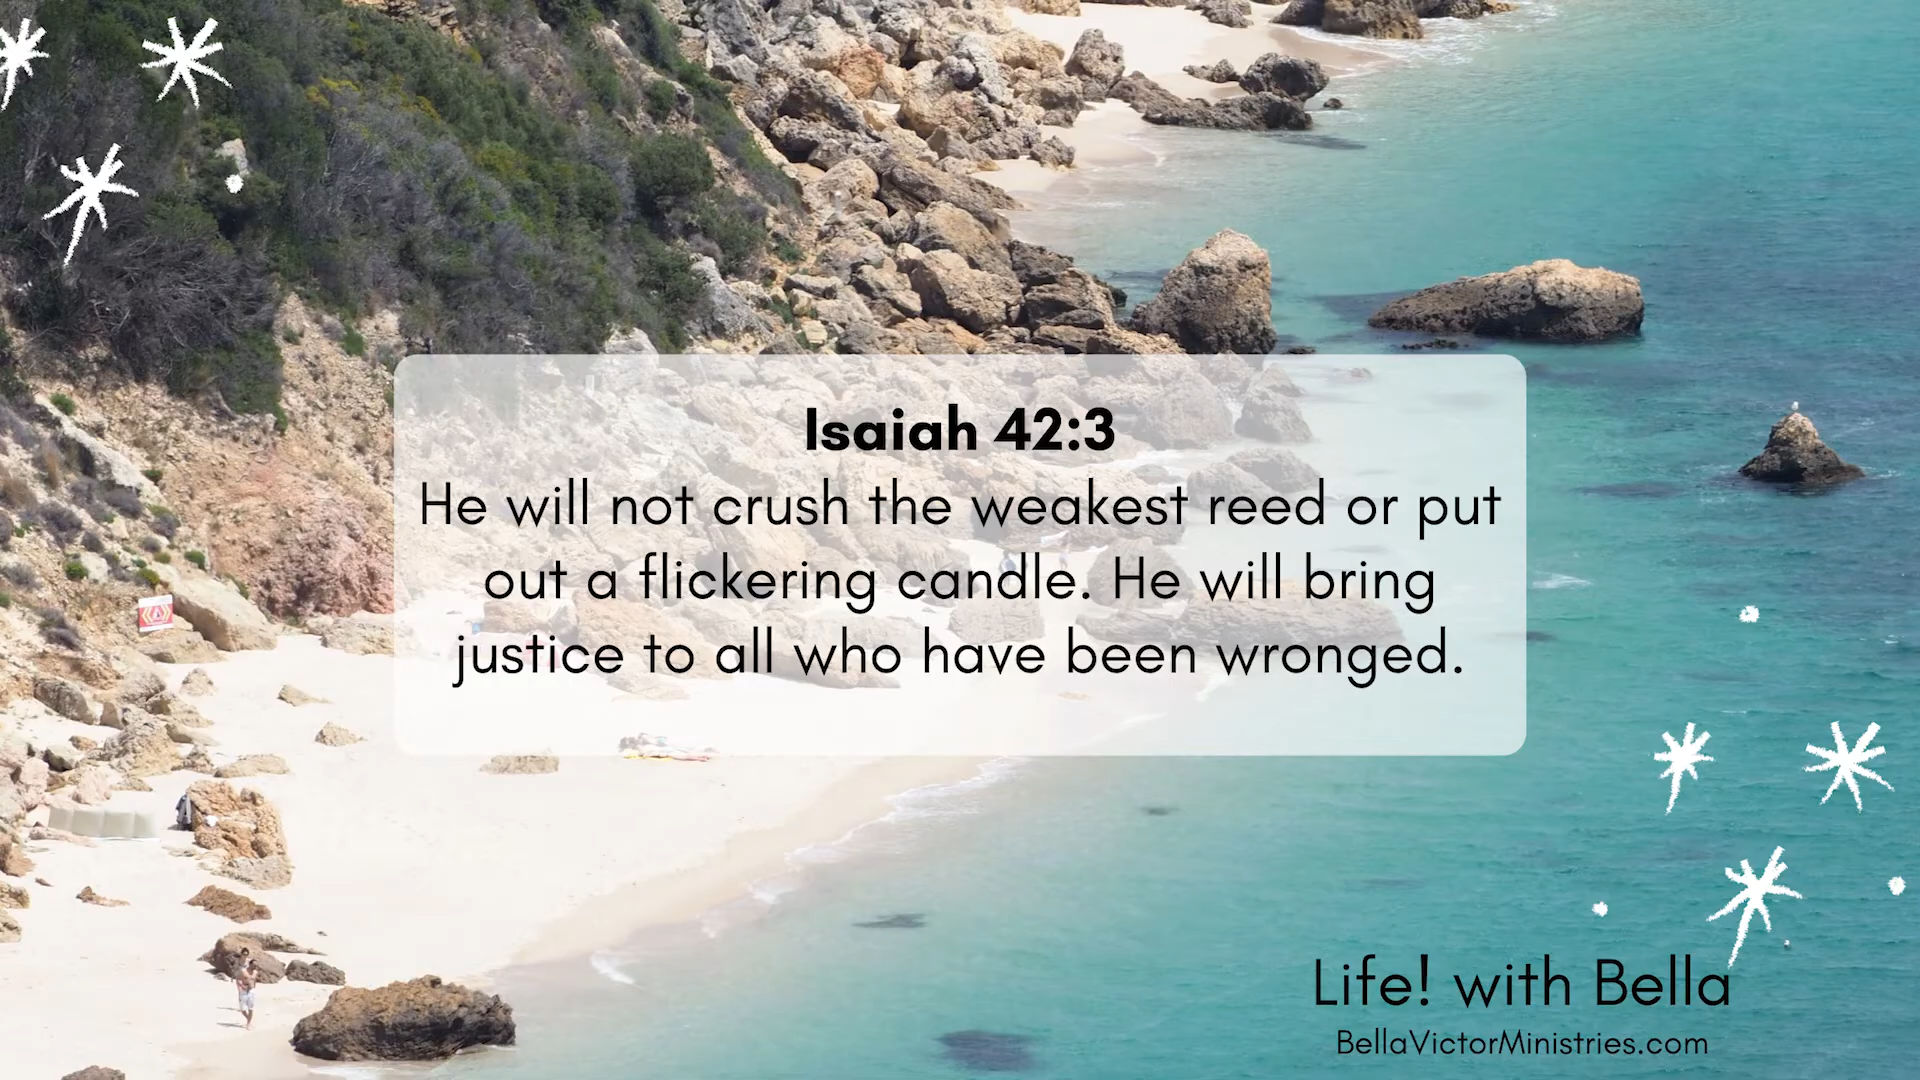 Isaiah 42:3
He will not crush the weakest reed or put
out a flickering candle. He will bring
justice to all who have been wronged.
Life! with Bella
BellaVictorMinistries.com